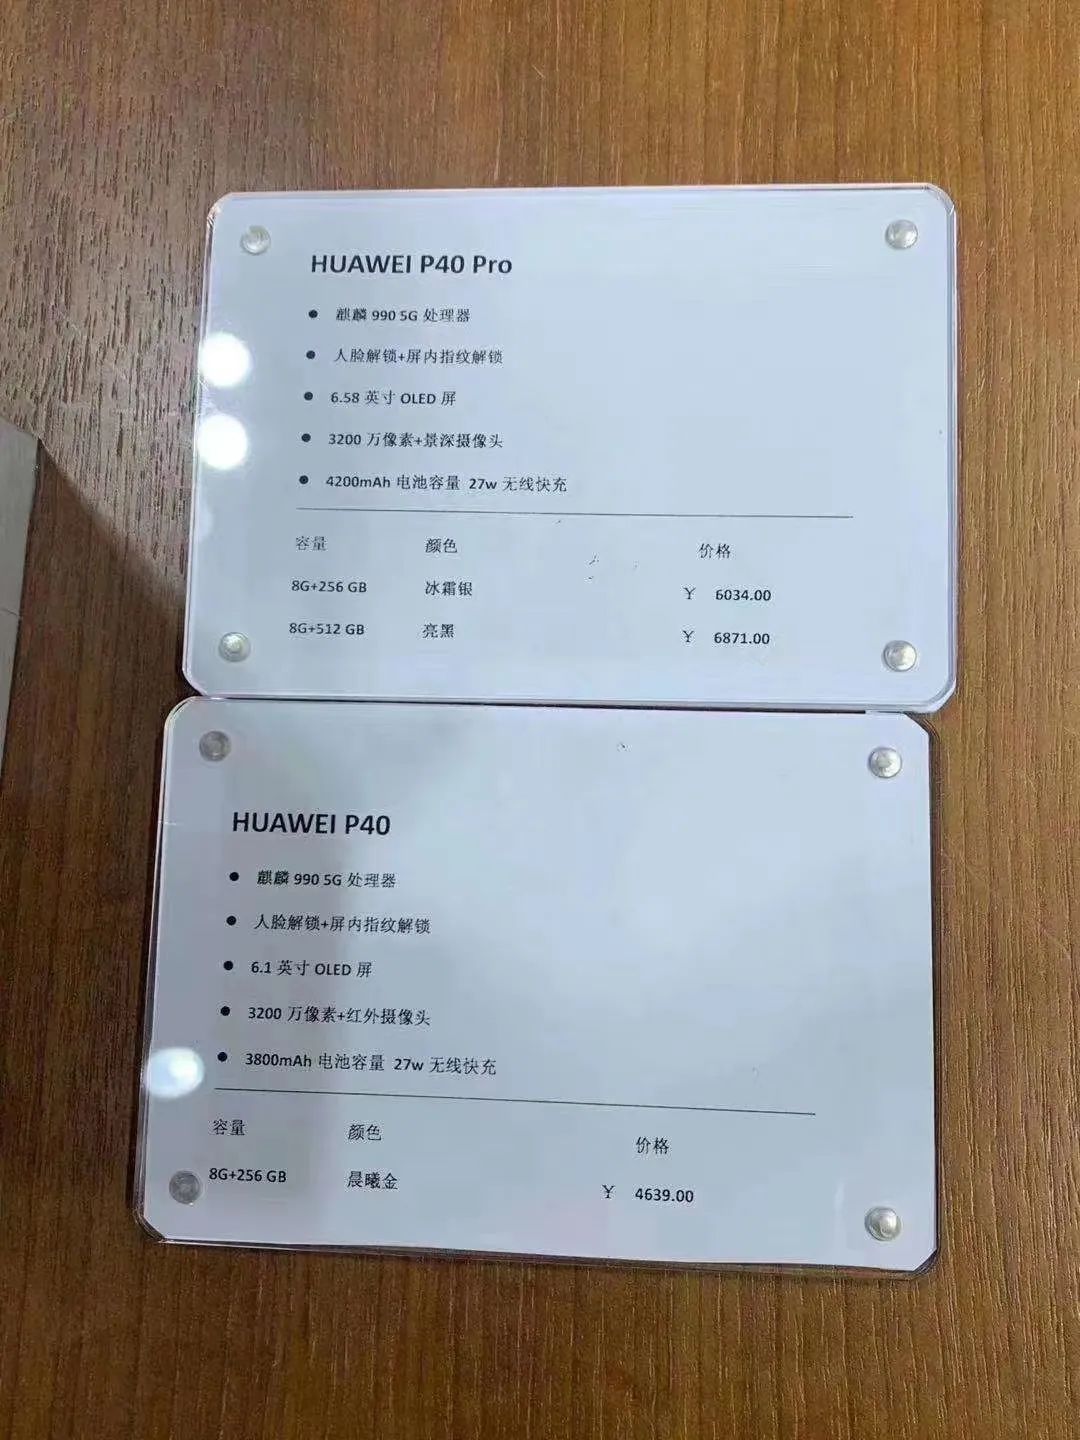 HUAWEI P40 Pro
● 麒麟 990 5G 处理器
● 人脸解锁+屏内指纹解锁
● 6.58 英寸 OLED 屏
● 3200 万像素+景深摄像头
● 4200mAh 电池容量 27w 无线快充
容量 颜色 价格
8G+256 GB 冰霜银 ¥ 6034.00
8G+512 GB 亮黑 ¥ 6871.00
HUAWEI P40
● 麒麟 990 5G 处理器
● 人脸解锁+屏内指纹解锁
● 6.1 英寸 OLED 屏
● 3200 万像素+红外摄像头
● 3800mAh 电池容量 27w 无线快充
容量 颜色 价格
8G+256 GB 晨曦金 ¥ 4639.00